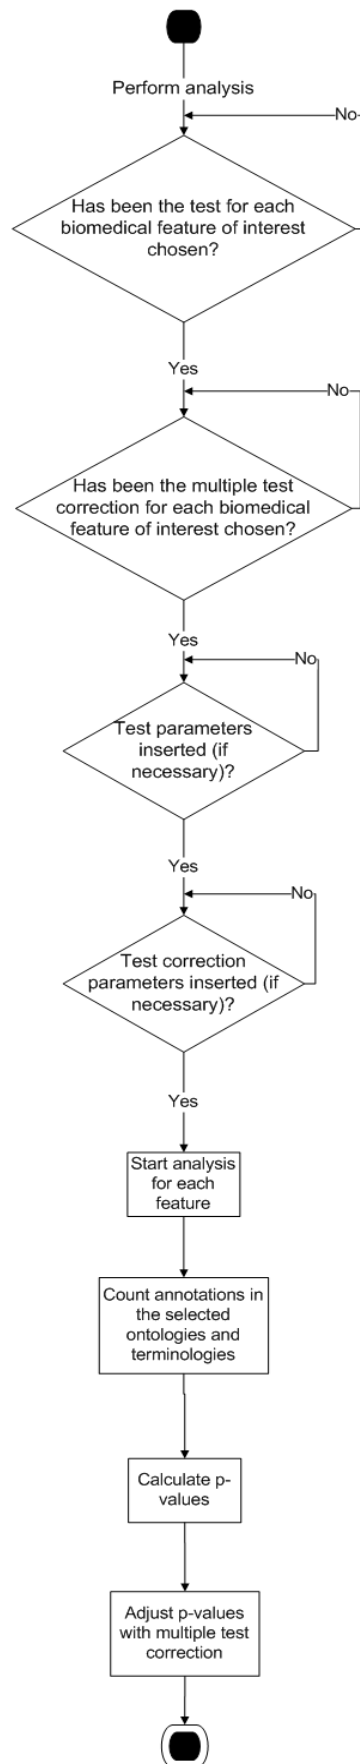 Perform analysis
No
Has been the test for each
biomedical feature of interest
chosen?
Yes
No
Has been the multiple test
correction for each biomedical
feature of interest chosen?
Yes
No
Test parameters
inserted (if
necessary)?
Yes
No
Test correction
parameters inserted (if
necessary)?
Yes
Start analysis
for each
feature
Count annotations in
the selected
ontologies and
terminologies
Calculate p-
values
Adjust p-values
with multiple test
correction